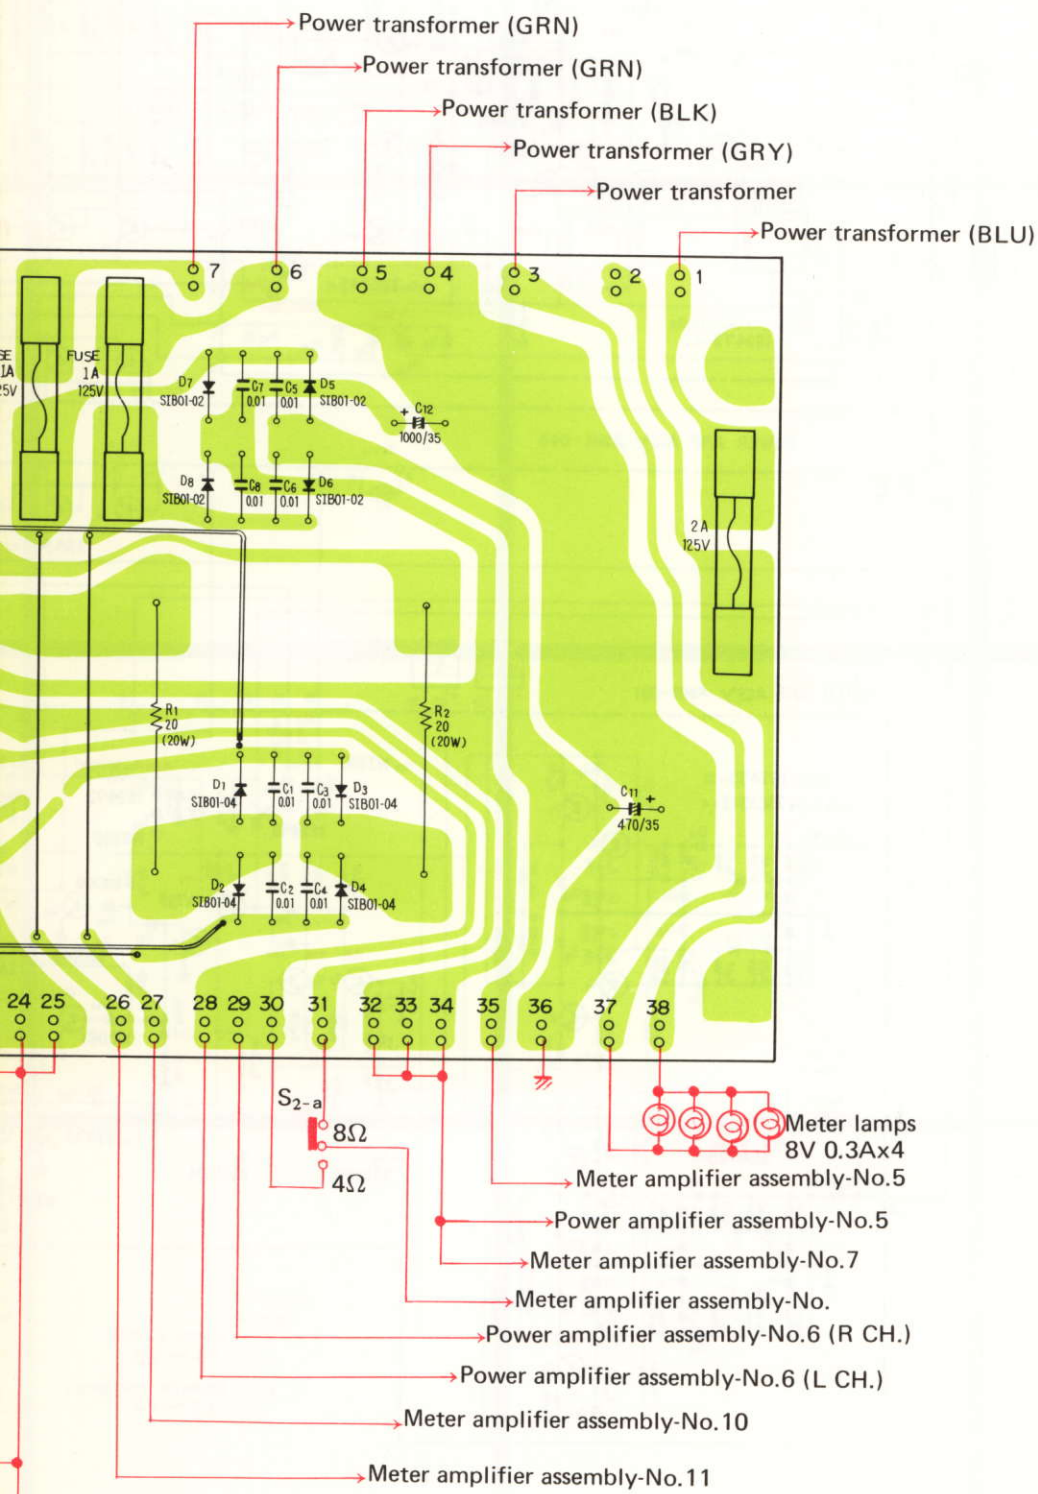 Power transformer (GRN)
Power transformer (GRN)
Power transformer (BLK)
Power transformer (GRY)
Power transformer
Power transformer (BLU)
7 6 5 4 3 2 1
SE
1A
25V
FUSE
1A
125V
D7
SIB01-02
C7
0.01
C5
0.01
D5
SIB01-02
+ C12
1000/35
D8
SIB01-02
C8
0.01
C6
0.01
D6
SIB01-02
2A
125V
R1
20
(20W)
R2
20
(20W)
D1
SIB01-04
C1
0.01
C3
0.01
D3
SIB01-04
C11 +
470/35
D2
SIB01-04
C2
0.01
C4
0.01
D4
SIB01-04
24 25 26 27 28 29 30 31 32 33 34 35 36 37 38
S2-a
8Ω
4Ω
Meter lamps
8V 0.3Ax4
Meter amplifier assembly-No.5
Power amplifier assembly-No.5
Meter amplifier assembly-No.7
Meter amplifier assembly-No.
Power amplifier assembly-No.6 (R CH.)
Power amplifier assembly-No.6 (L CH.)
Meter amplifier assembly-No.10
Meter amplifier assembly-No.11